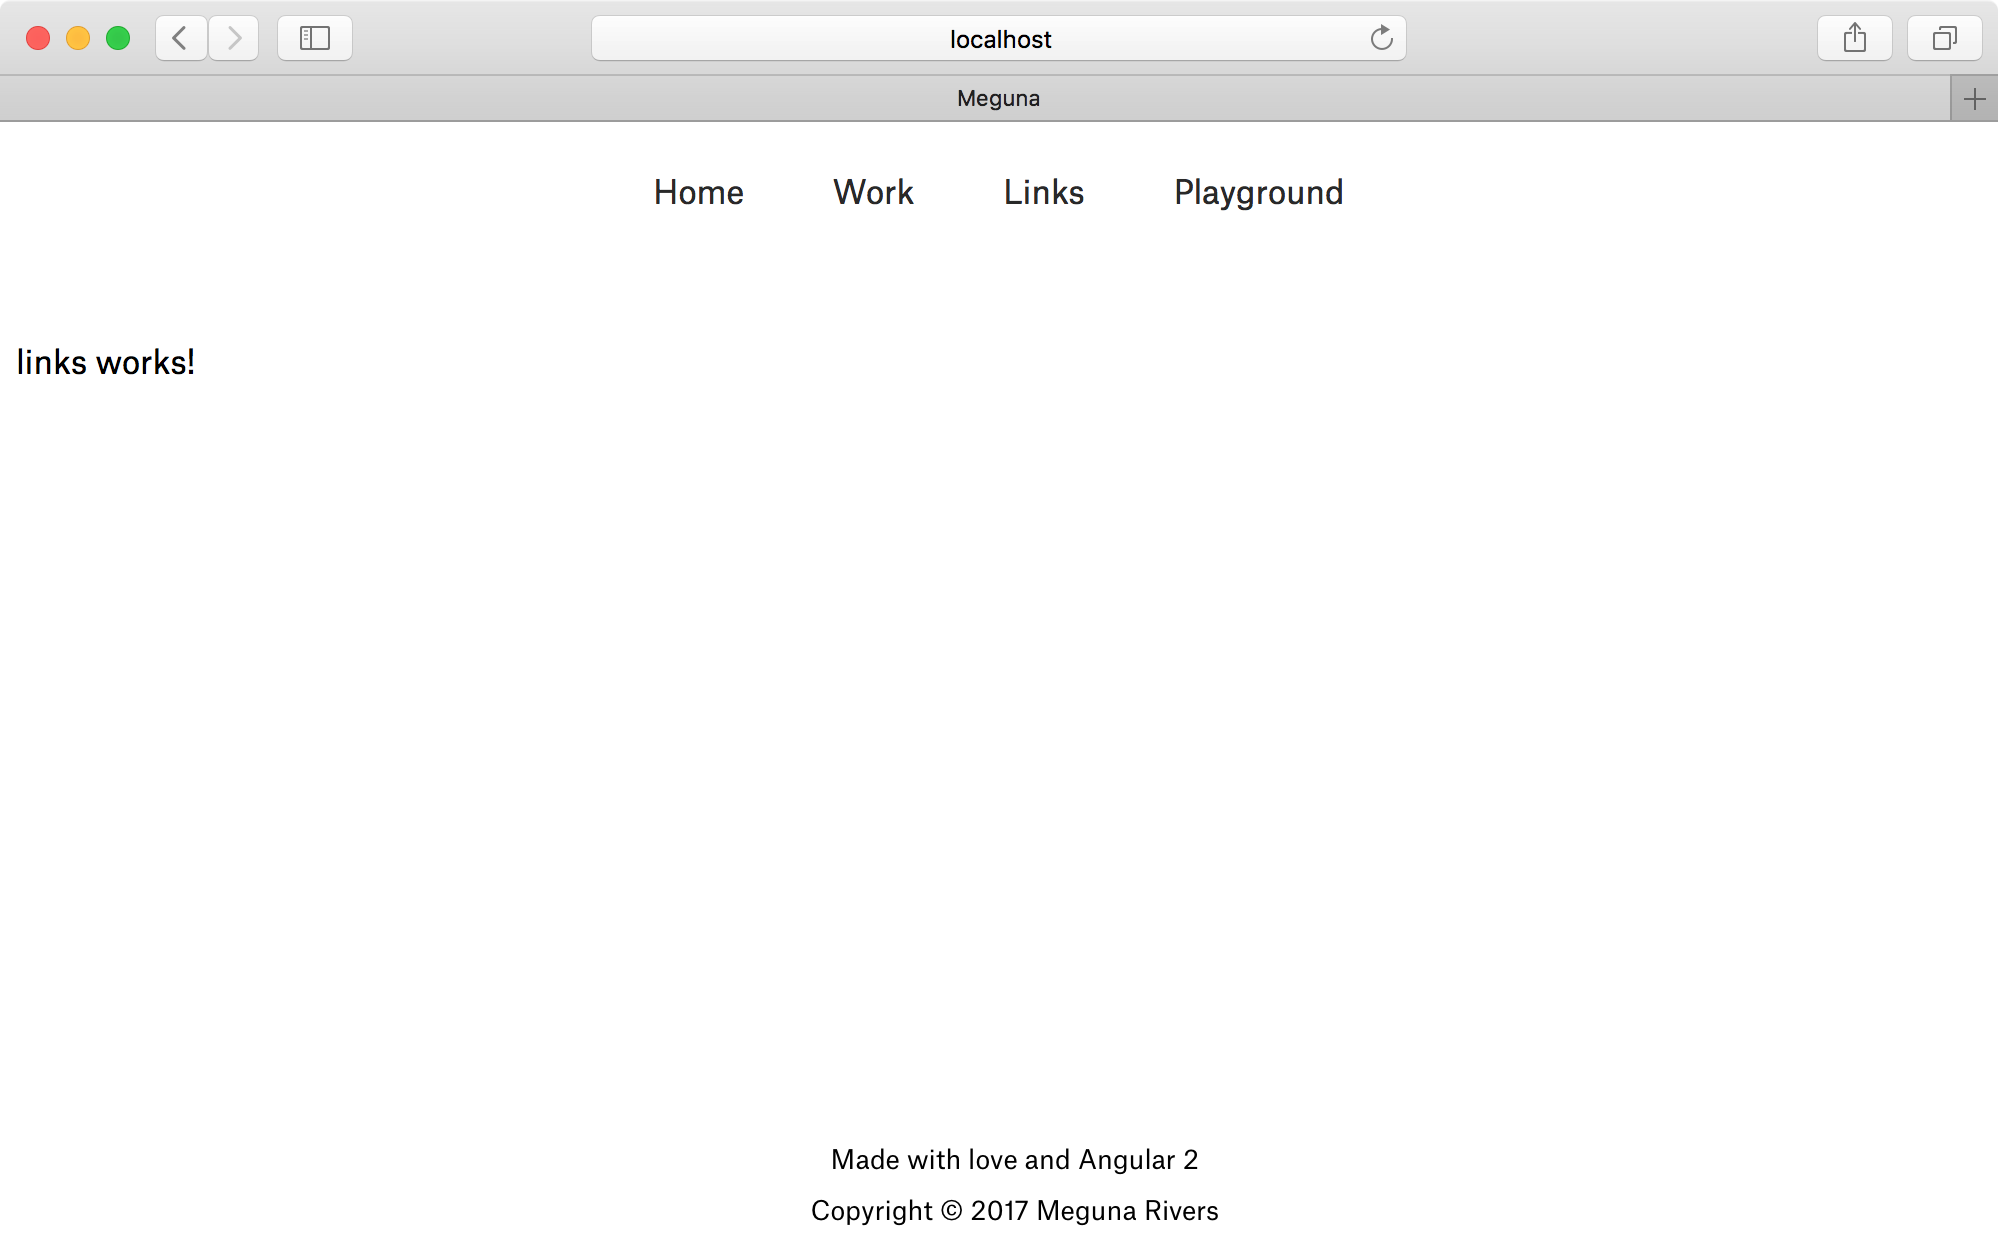 localhost
Meguna
Home Work Links Playground
links works!
Made with love and Angular 2
Copyright © 2017 Meguna Rivers